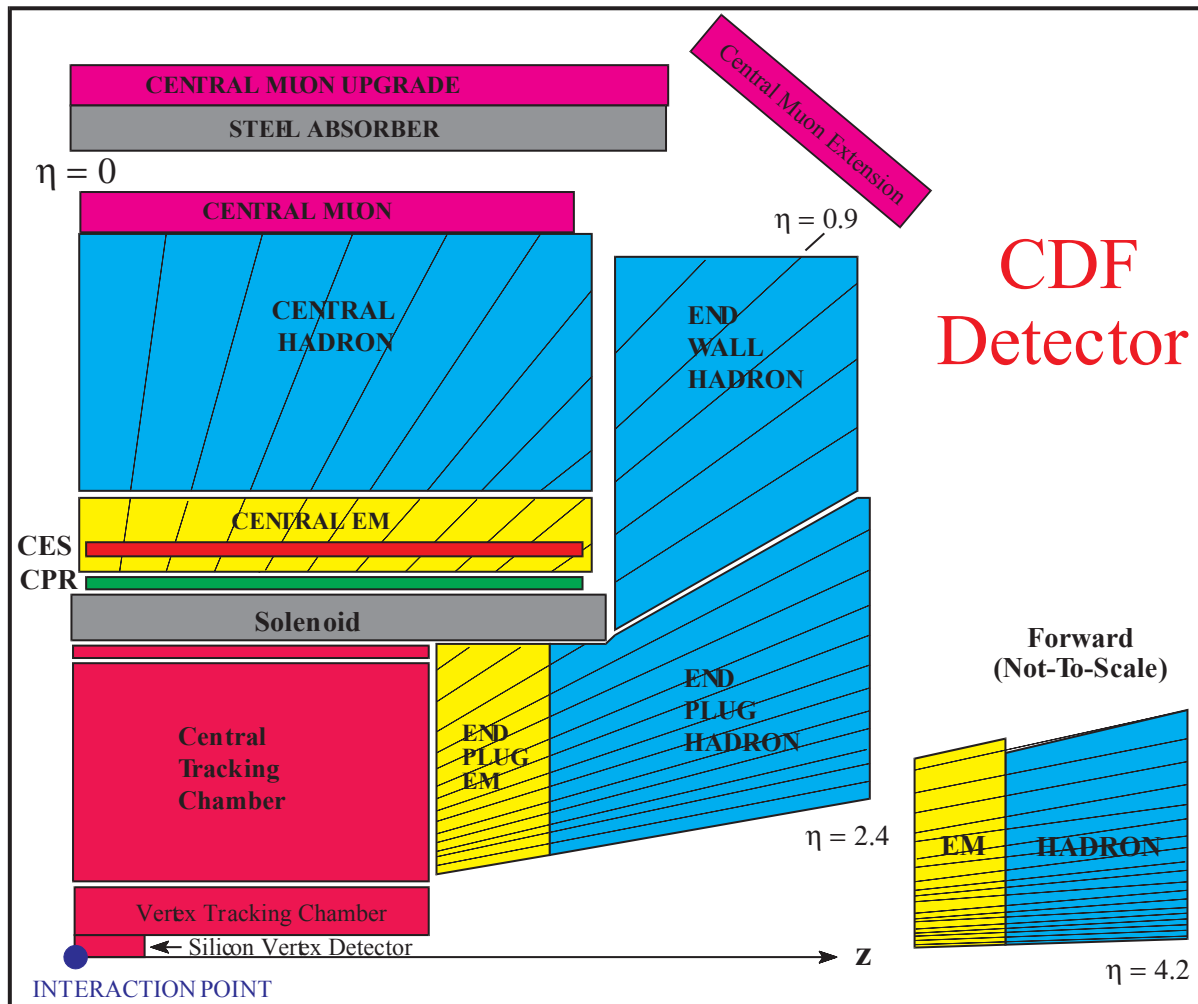 CENTRAL MUON UPGRADE
STEEL ABSORBER
Central Muon Extension
η = 0
CENTRAL MUON
η = 0.9
CDF
Detector
CENTRAL
HADRON
END
WALL
HADRON
CENTRAL EM
CES
CPR
Solenoid
Forward
(Not-To-Scale)
Central
Tracking
Chamber
END
PLUG
EM
END
PLUG
HADRON
η = 2.4
EM
HADRON
Vertex Tracking Chamber
Silicon Vertex Detector
z
η = 4.2
INTERACTION POINT